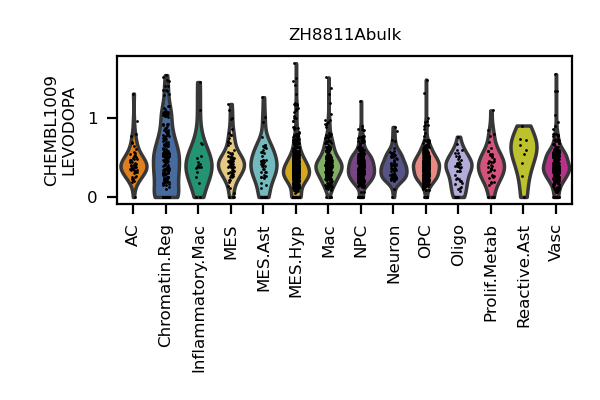 ZH8811Abulk
CHEMBL1009
LEVODOPA
1
0
AC
Chromatin.Reg
Inflammatory.Mac
MES
MES.Ast
MES.Hyp
Mac
NPC
Neuron
OPC
Oligo
Prolif.Metab
Reactive.Ast
Vasc